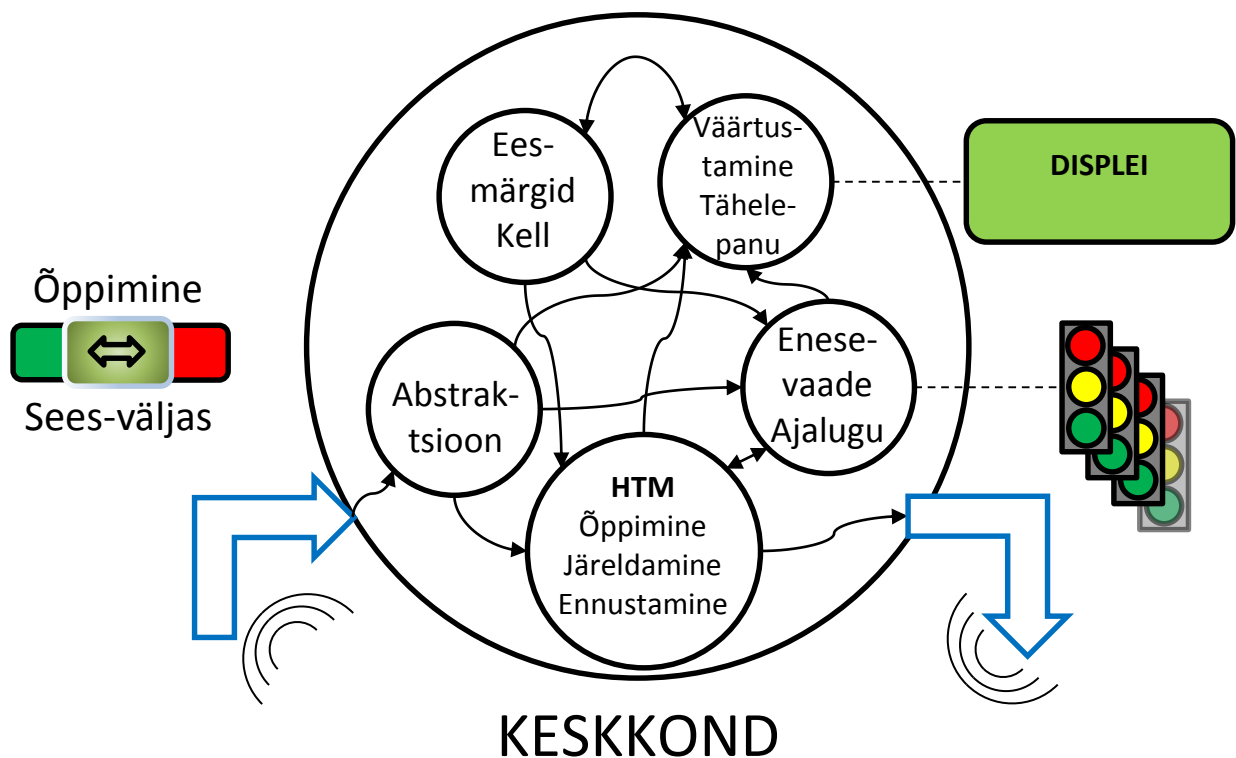 Ees-
märgid
Kell
Väärtus-
tamine
Tähele-
panu
DISPLEI
Õppimine
Sees-väljas
Abstrak-
tsioon
Enese-
vaade
Ajalugu
HTM
Õppimine
Järeldamine
Ennustamine
KESKKOND